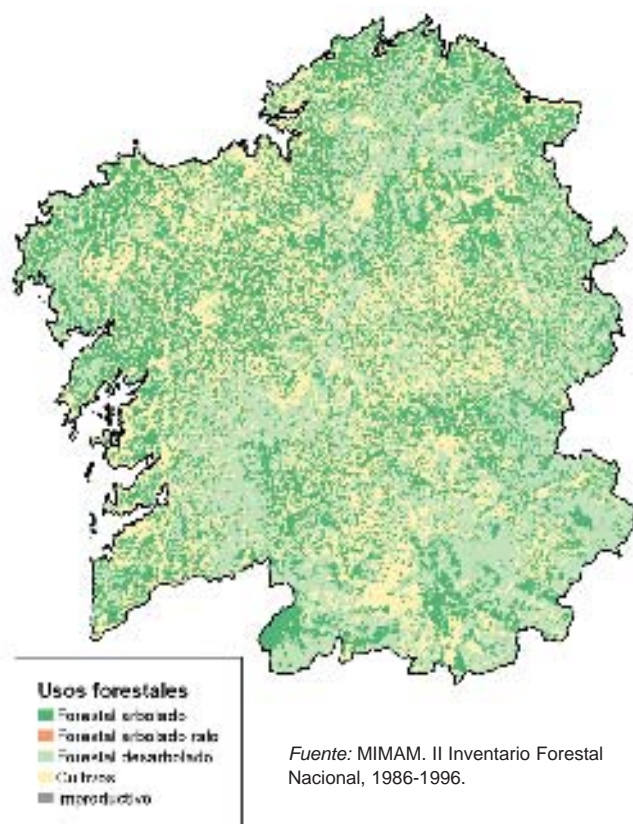 Usos forestales
Forestal arbolado
Forestal arbolado ralo
Forestal desarbolado
Cultivos
Improductivo
Fuente: MIMAM. II Inventario Forestal
Nacional, 1986-1996.